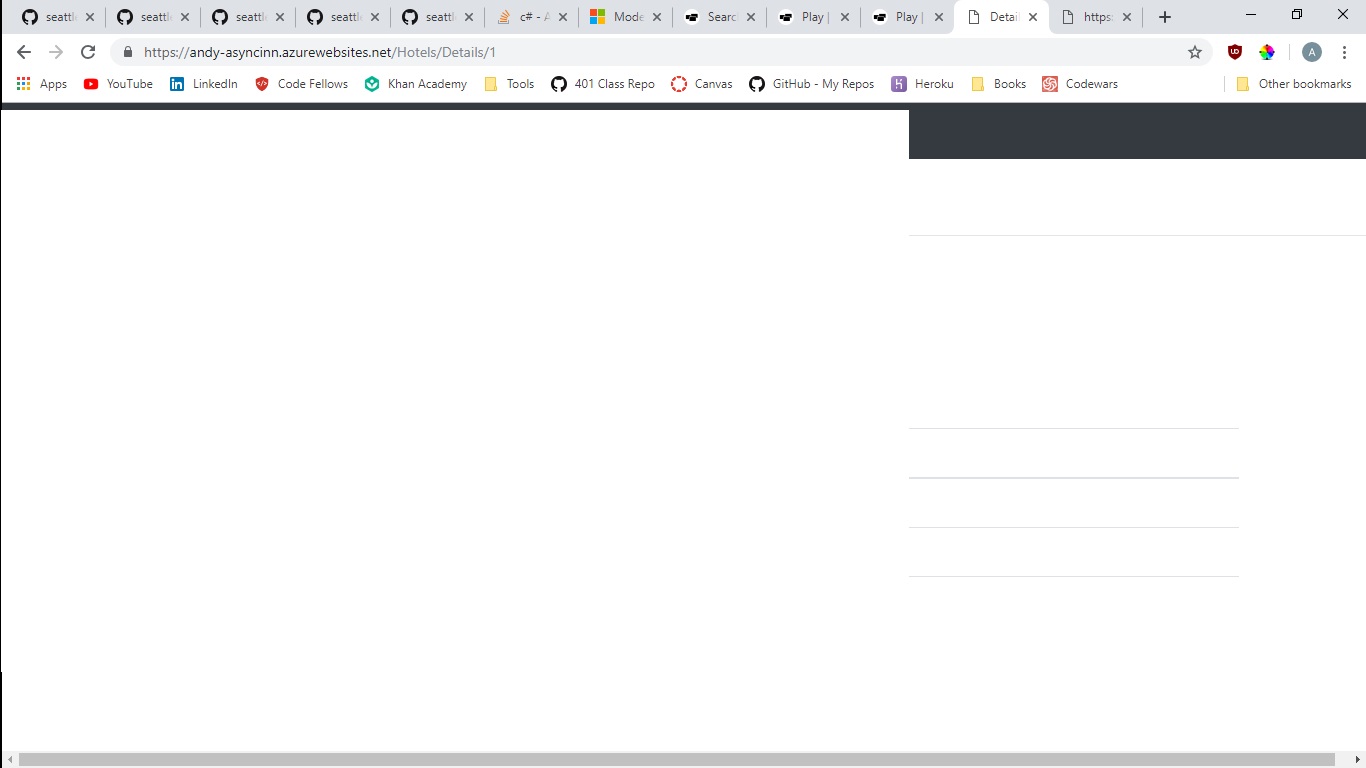 seattl seattl seattl seattl seattl c# - A Mode Searc Play | Play | Detai https:
https://andy-asyncinn.azurewebsites.net/Hotels/Details/1 A
Apps YouTube LinkedIn Code Fellows Khan Academy Tools 401 Class Repo Canvas GitHub - My Repos Heroku Books Codewars Other bookmarks